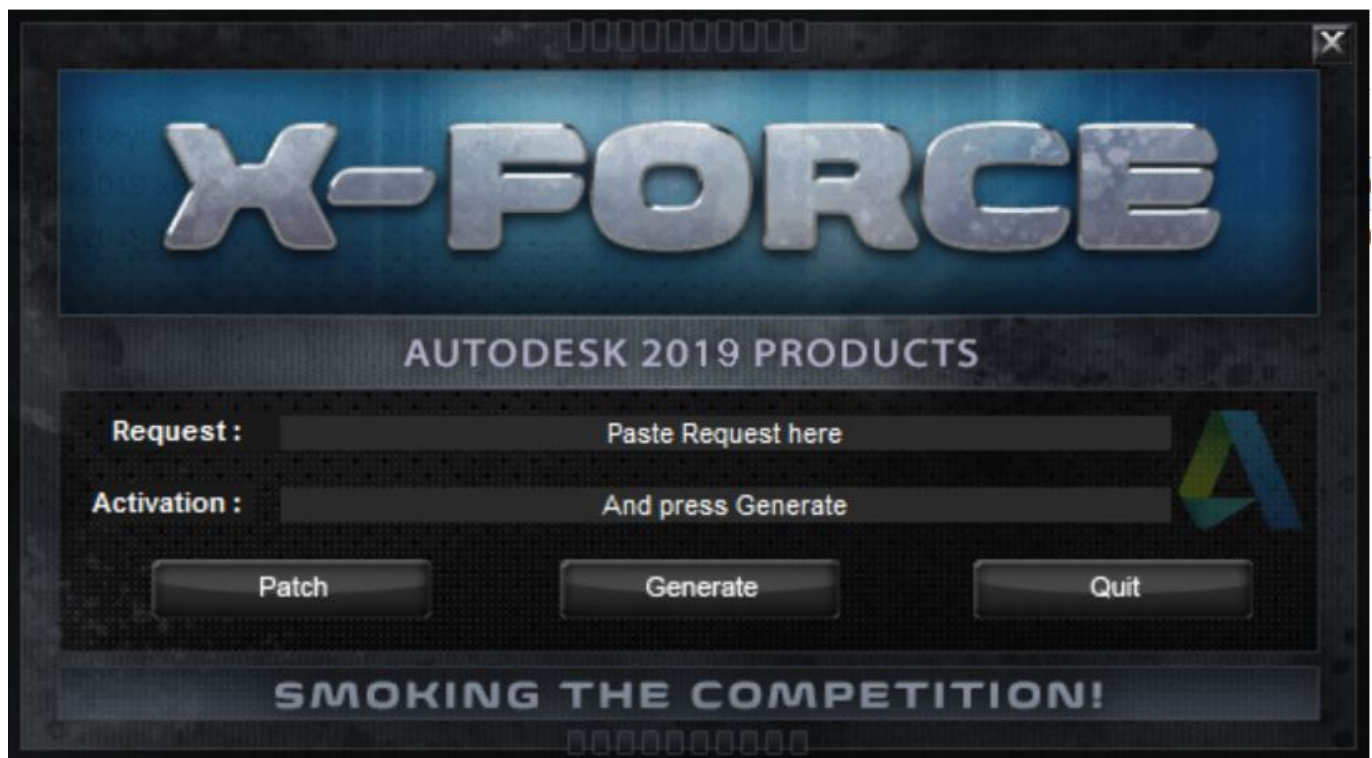 X
X-FORCE
AUTODESK 2019 PRODUCTS
Request :
Paste Request here
Activation :
And press Generate
Patch
Generate
Quit
SMOKING THE COMPETITION!